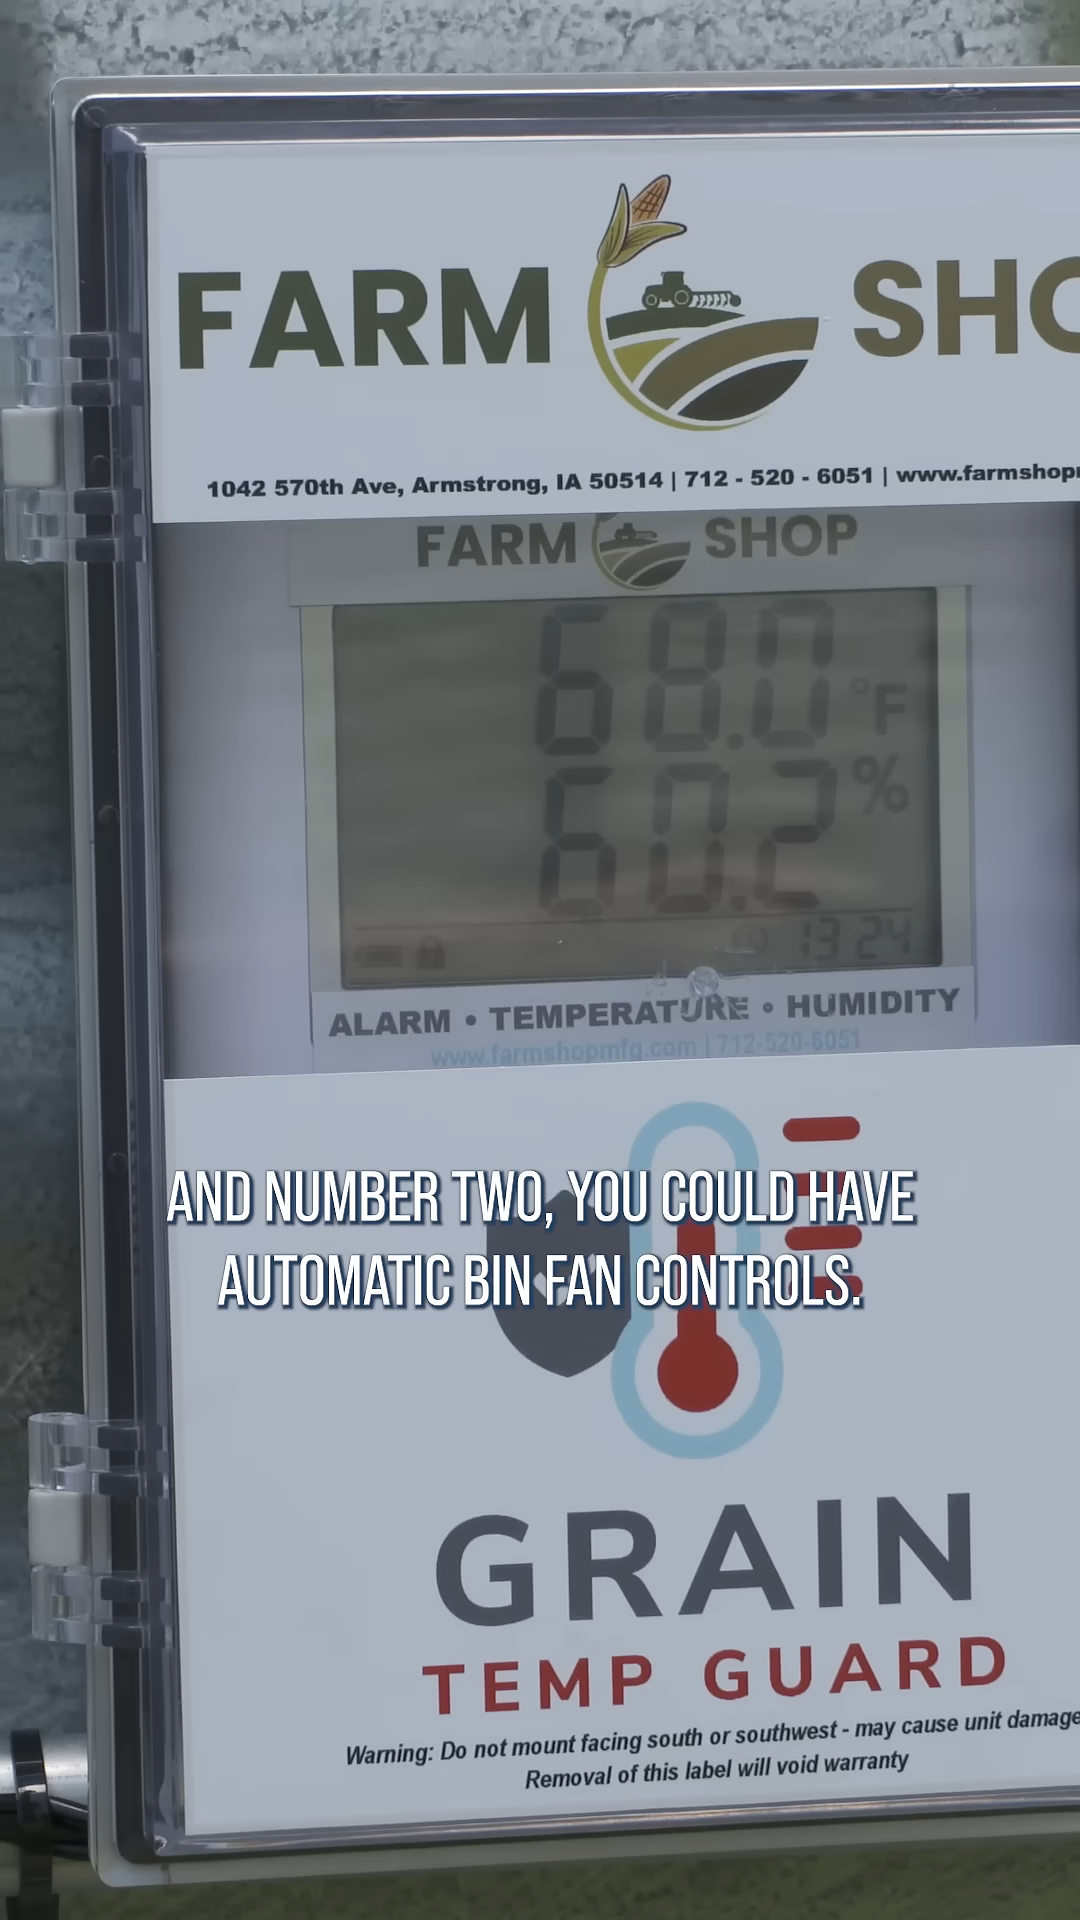 FARM SHO
1042 570th Ave, Armstrong, IA 50514 | 712 - 520 - 6051 | www.farmshop
FARM SHOP
68.0 °F
60.2 %
13:24
ALARM • TEMPERATURE • HUMIDITY
www.farmshopmfg.com | 712-520-6051
AND NUMBER TWO, YOU COULD HAVE
AUTOMATIC BIN FAN CONTROLS.
GRAIN
TEMP GUARD
Warning: Do not mount facing south or southwest - may cause unit damage
Removal of this label will void warranty